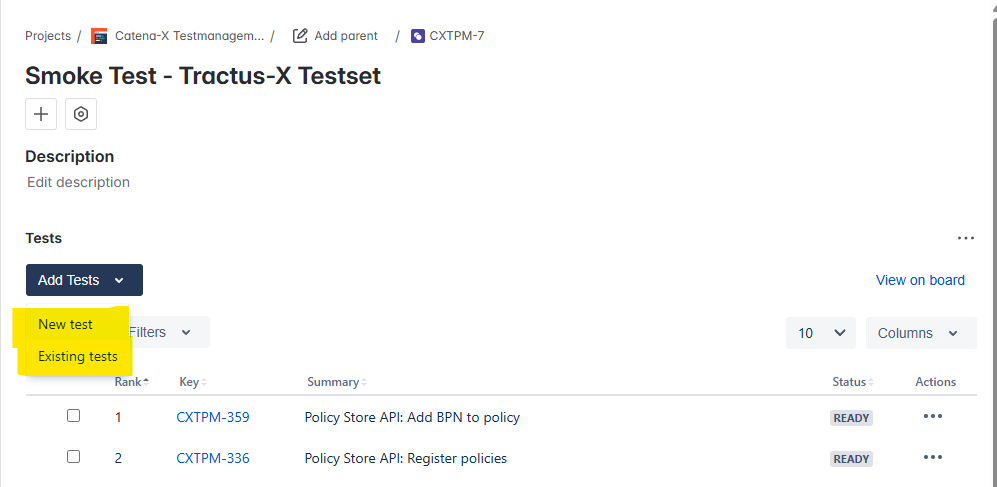 Projects / Catena-X Testmanagem... / Add parent / CXTPM-7
Smoke Test - Tractus-X Testset
Description
Edit description
Tests
Add Tests View on board
New test
Filters 10 Columns
Existing tests
Rank Key Summary Status Actions
1 CXTPM-359 Policy Store API: Add BPN to policy READY
2 CXTPM-336 Policy Store API: Register policies READY